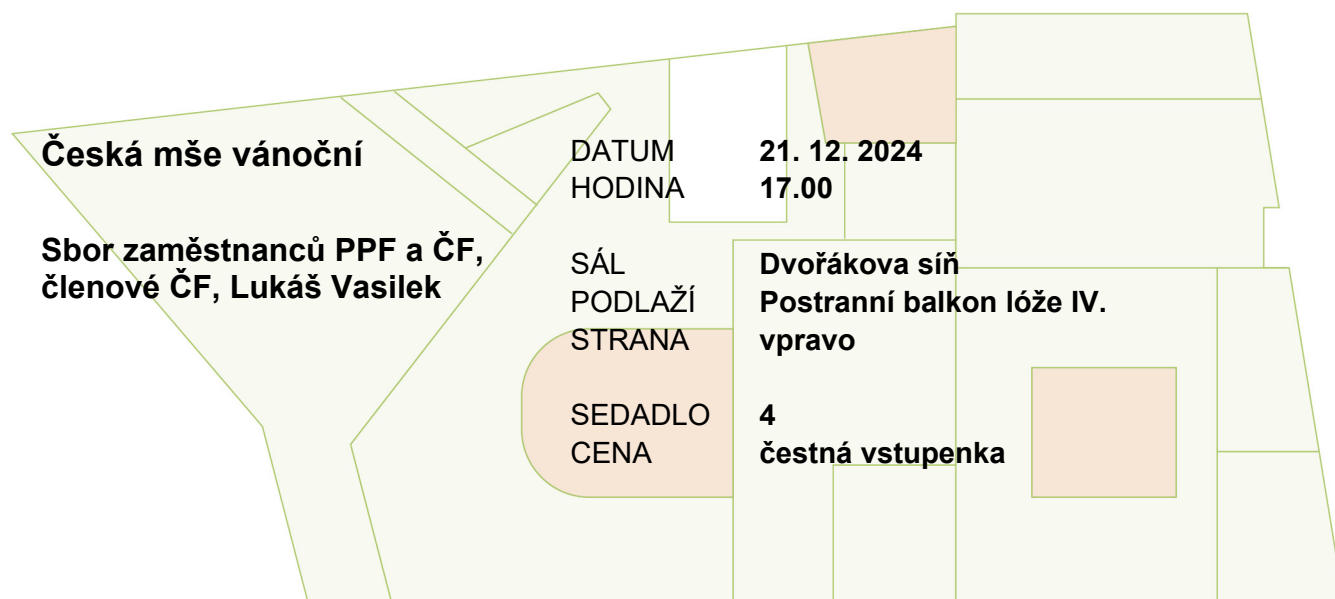 Česká mše vánoční
Sbor zaměstnanců PPF a ČF,
členové ČF, Lukáš Vasilek
DATUM 21. 12. 2024
HODINA 17.00
SÁL Dvořákova síň
PODLAŽÍ Postranní balkon lóže IV.
STRANA vpravo
SEDADLO 4
CENA čestná vstupenka